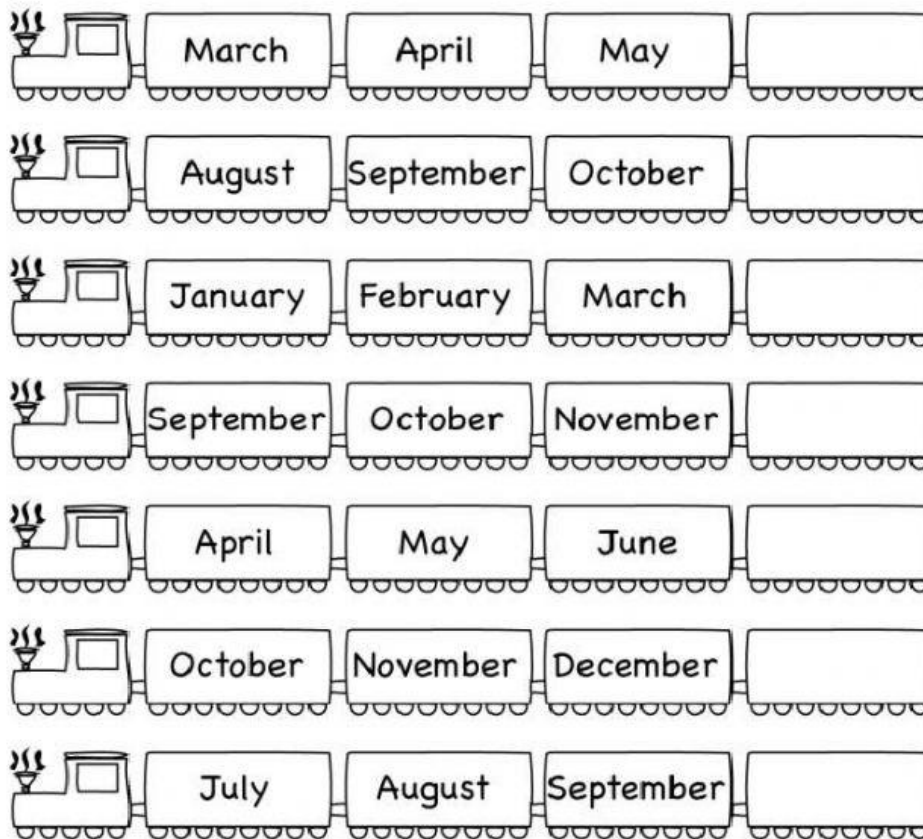 March April May
August September October
January February March
September October November
April May June
October November December
July August September